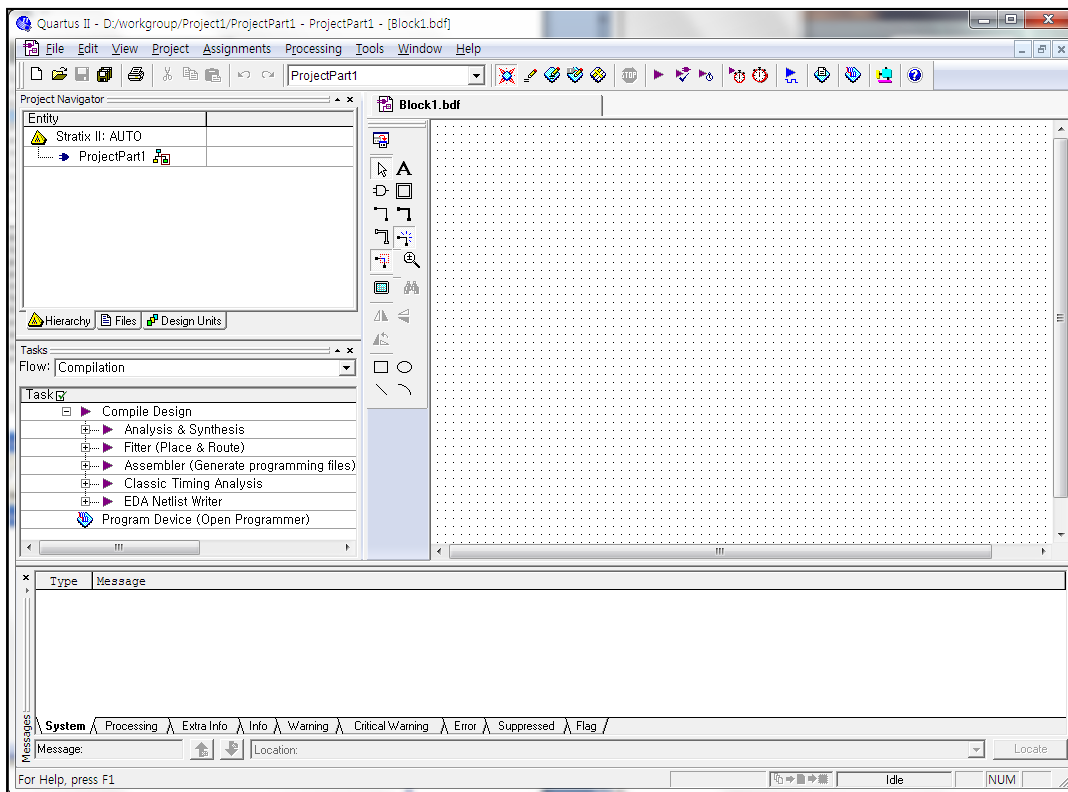 Quartus II - D:/workgroup/Project1/ProjectPart1 - ProjectPart1 - [Block1.bdf]
File Edit View Project Assignments Processing Tools Window Help
ProjectPart1
STOP
Project Navigator
Entity
Stratix II: AUTO
ProjectPart1
Hierarchy Files Design Units
Block1.bdf
A
Tasks
Flow: Compilation
Task
Compile Design
Analysis & Synthesis
Fitter (Place & Route)
Assembler (Generate programming files)
Classic Timing Analysis
EDA Netlist Writer
Program Device (Open Programmer)
Type Message
System Processing Extra Info Info Warning Critical Warning Error Suppressed Flag
Messages
Message: Location: Locate
For Help, press F1 Idle NUM